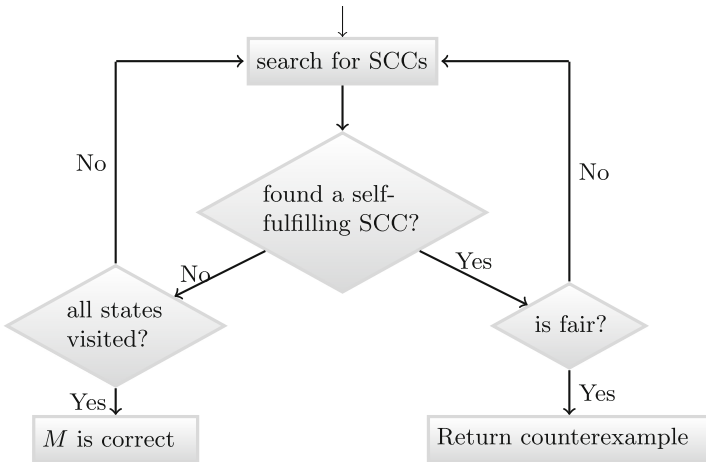 search for SCCs
No
No
found a self-
fulfilling SCC?
No
Yes
all states
visited?
is fair?
Yes
Yes
M is correct
Return counterexample